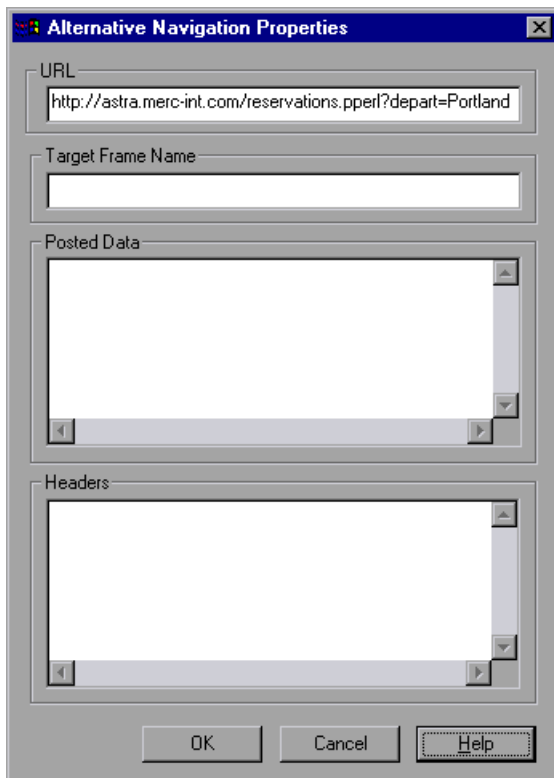 Alternative Navigation Properties
URL
http://astra.merc-int.com/reservations.pperl?depart=Portland
Target Frame Name
Posted Data
Headers
OK Cancel Help